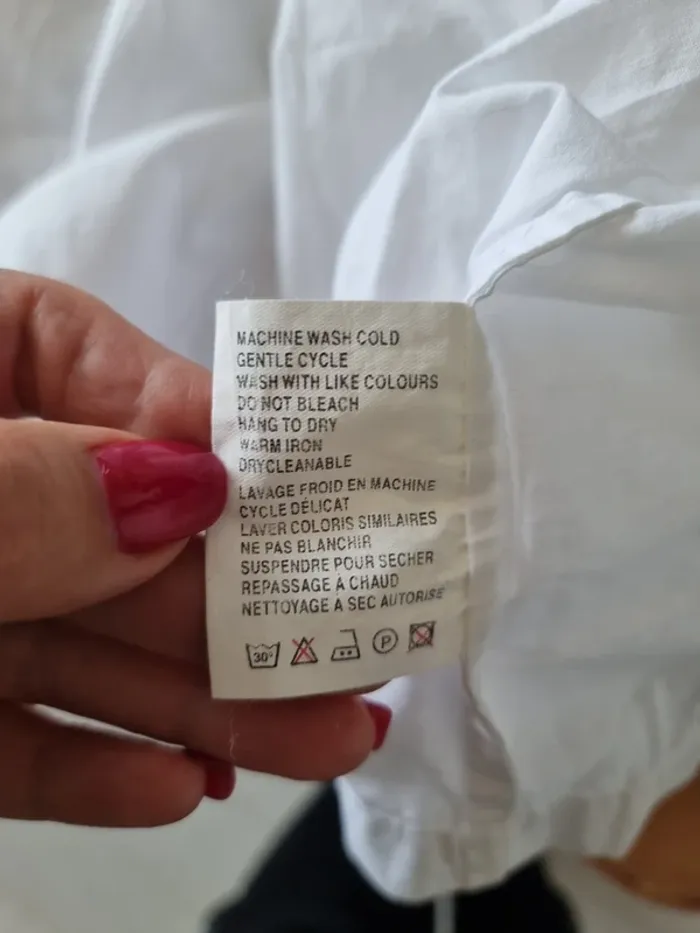 MACHINE WASH COLD
GENTLE CYCLE
WASH WITH LIKE COLOURS
DO NOT BLEACH
HANG TO DRY
WARM IRON
DRYCLEANABLE
LAVAGE FROID EN MACHINE
CYCLE DÉLICAT
LAVER COLORIS SIMILAIRES
NE PAS BLANCHIR
SUSPENDRE POUR SECHER
REPASSAGE À CHAUD
NETTOYAGE A SEC AUTORISE
30° P